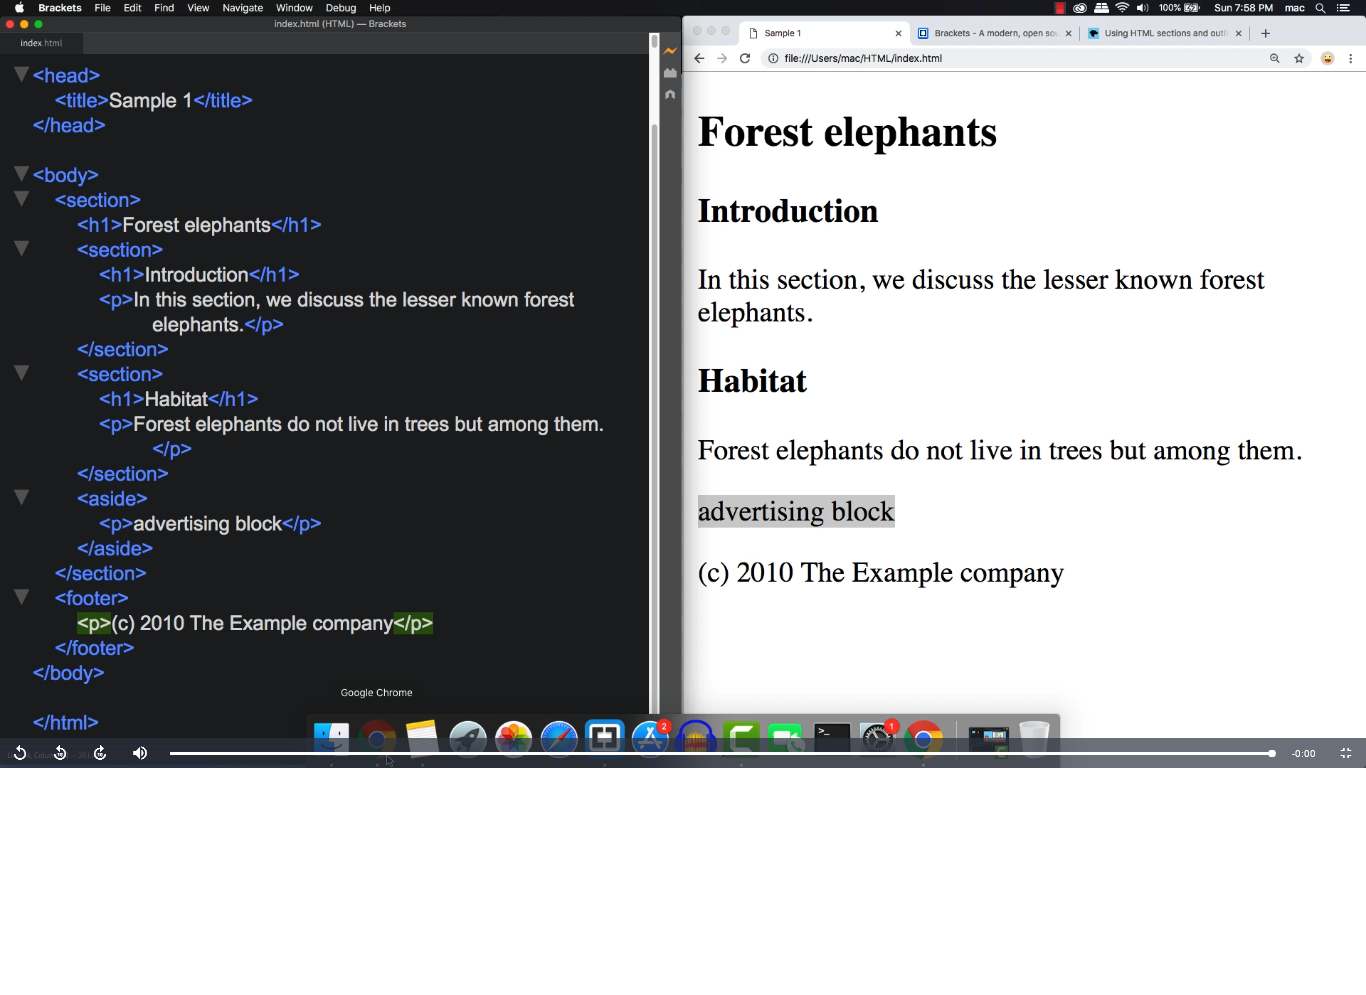 Brackets File Edit Find View Navigate Window Debug Help
100% Sun 7:58 PM mac
index.html (HTML) — Brackets
index.html
<head>
<title>Sample 1</title>
</head>
<body>
<section>
<h1>Forest elephants</h1>
<section>
<h1>Introduction</h1>
<p>In this section, we discuss the lesser known forest
elephants.</p>
</section>
<section>
<h1>Habitat</h1>
<p>Forest elephants do not live in trees but among them.
</p>
</section>
<aside>
<p>advertising block</p>
</aside>
</section>
<footer>
<p>(c) 2010 The Example company</p>
</footer>
</body>
</html>
Sample 1
Brackets - A modern, open sou
Using HTML sections and outli
file:///Users/mac/HTML/index.html
Forest elephants
Introduction
In this section, we discuss the lesser known forest
elephants.
Habitat
Forest elephants do not live in trees but among them.
advertising block
(c) 2010 The Example company
Google Chrome
2
1
-0:00